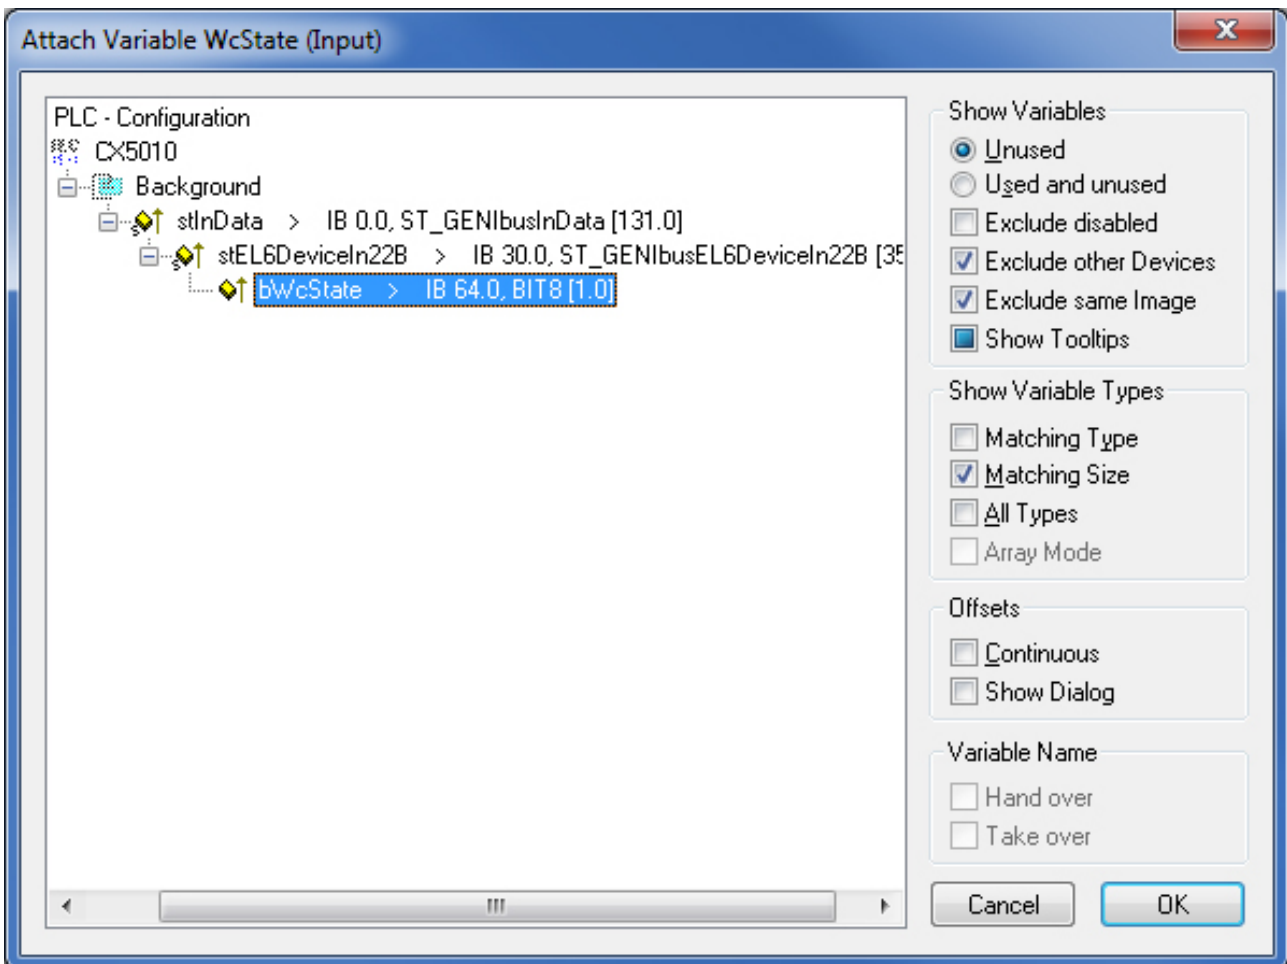 Attach Variable WcState (Input)
PLC - Configuration
CX5010
Background
stInData > IB 0.0, ST_GENIbusInData [131.0]
stEL6DeviceIn22B > IB 30.0, ST_GENIbusEL6DeviceIn22B [35
bWcState > IB 64.0, BIT8 [1.0]
Show Variables
Unused
Used and unused
Exclude disabled
Exclude other Devices
Exclude same Image
Show Tooltips
Show Variable Types
Matching Type
Matching Size
All Types
Array Mode
Offsets
Continuous
Show Dialog
Variable Name
Hand over
Take over
Cancel
OK